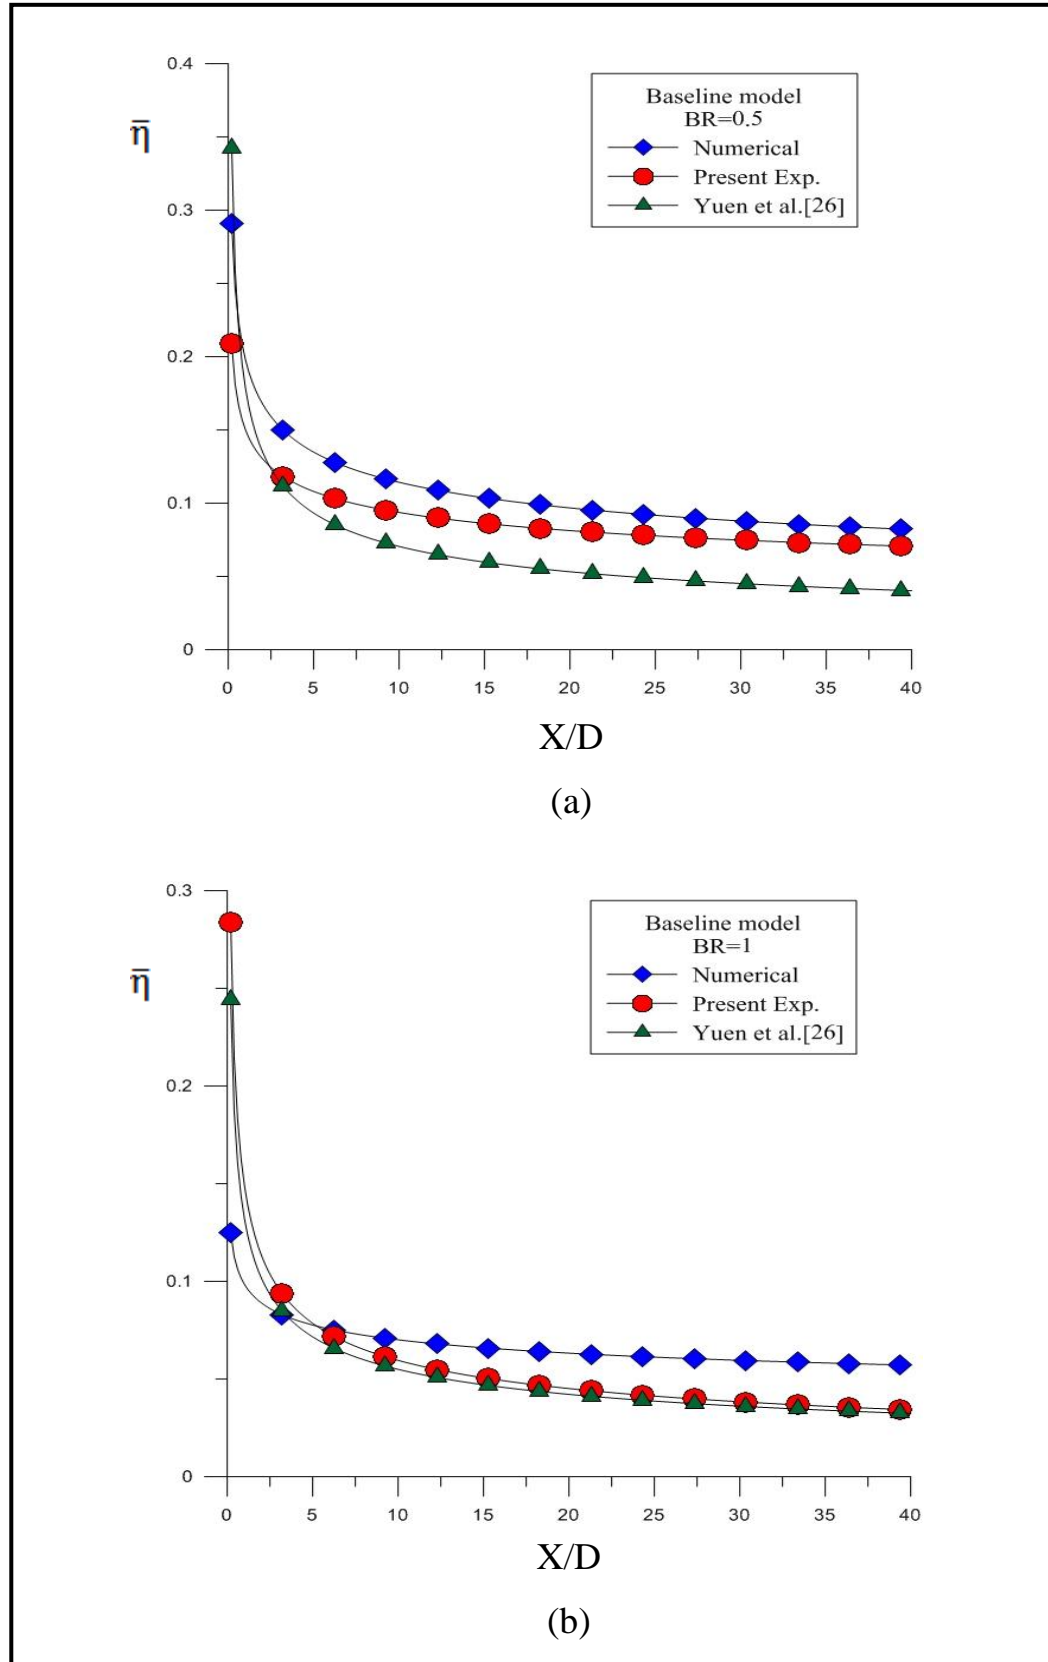 0.4
η̄
0.3
0.2
0.1
0
Baseline model
BR=0.5
Numerical
Present Exp.
Yuen et al.[26]
0 5 10 15 20 25 30 35 40
X/D
(a)
0.3
η̄
0.2
0.1
0
Baseline model
BR=1
Numerical
Present Exp.
Yuen et al.[26]
0 5 10 15 20 25 30 35 40
X/D
(b)